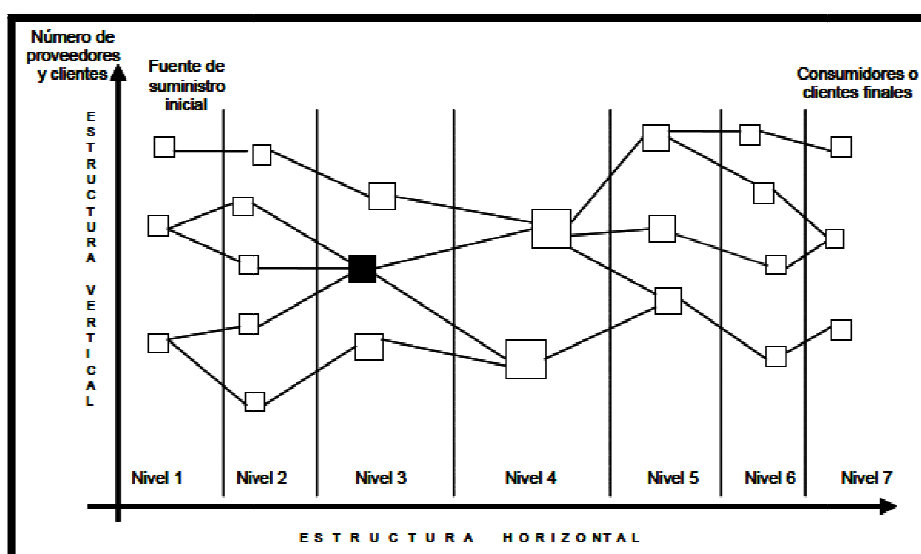 Número de
proveedores
y clientes
Fuente de
suministro
inicial
Consumidores o
clientes finales
ESTRUCTURA VERTICAL
Nivel 1
Nivel 2
Nivel 3
Nivel 4
Nivel 5
Nivel 6
Nivel 7
ESTRUCTURA HORIZONTAL